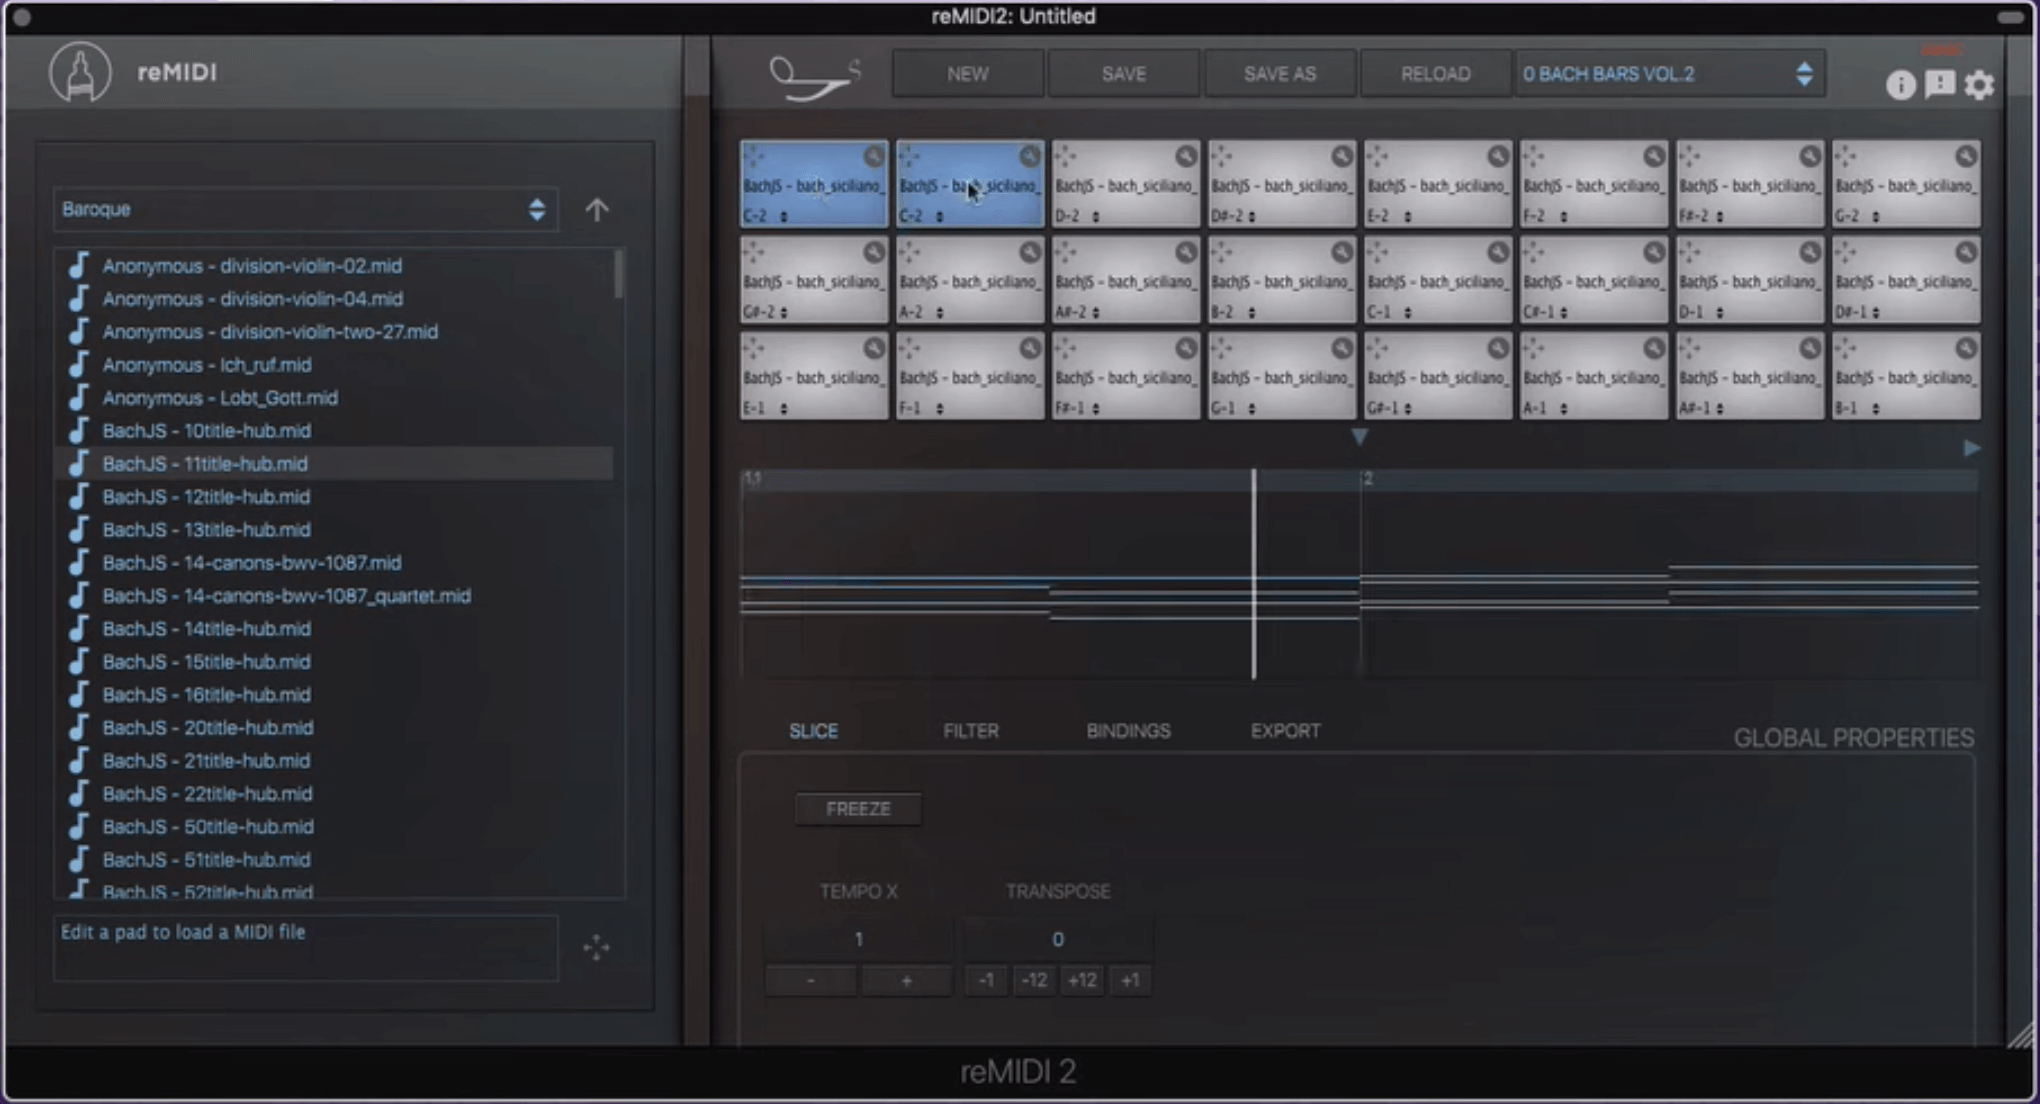 reMIDI2: Untitled
reMIDI
NEW
SAVE
SAVE AS
RELOAD
0 BACH BARS VOL.2
Baroque
Anonymous - division-violin-02.mid
Anonymous - division-violin-04.mid
Anonymous - division-violin-two-27.mid
Anonymous - Ich_ruf.mid
Anonymous - Lobt_Gott.mid
BachJS - 10title-hub.mid
BachJS - 11title-hub.mid
BachJS - 12title-hub.mid
BachJS - 13title-hub.mid
BachJS - 14-canons-bwv-1087.mid
BachJS - 14-canons-bwv-1087_quartet.mid
BachJS - 14title-hub.mid
BachJS - 15title-hub.mid
BachJS - 16title-hub.mid
BachJS - 20title-hub.mid
BachJS - 21title-hub.mid
BachJS - 22title-hub.mid
BachJS - 50title-hub.mid
BachJS - 51title-hub.mid
BachJS - 52title-hub.mid
Edit a pad to load a MIDI file
BachJS - bach_siciliano_
C-2
BachJS - bach_siciliano_
C-2
BachJS - bach_siciliano_
D-2
BachJS - bach_siciliano_
D#-2
BachJS - bach_siciliano_
E-2
BachJS - bach_siciliano_
F-2
BachJS - bach_siciliano_
F#-2
BachJS - bach_siciliano_
G-2
BachJS - bach_siciliano_
G#-2
BachJS - bach_siciliano_
A-2
BachJS - bach_siciliano_
A#-2
BachJS - bach_siciliano_
B-2
BachJS - bach_siciliano_
C-1
BachJS - bach_siciliano_
C#-1
BachJS - bach_siciliano_
D-1
BachJS - bach_siciliano_
D#-1
BachJS - bach_siciliano_
E-1
BachJS - bach_siciliano_
F-1
BachJS - bach_siciliano_
F#-1
BachJS - bach_siciliano_
G-1
BachJS - bach_siciliano_
G#-1
BachJS - bach_siciliano_
A-1
BachJS - bach_siciliano_
A#-1
BachJS - bach_siciliano_
B-1
1.1
2
SLICE
FILTER
BINDINGS
EXPORT
GLOBAL PROPERTIES
FREEZE
TEMPO X
TRANSPOSE
1
0
-
+
-1
-12
+12
+1
reMIDI 2